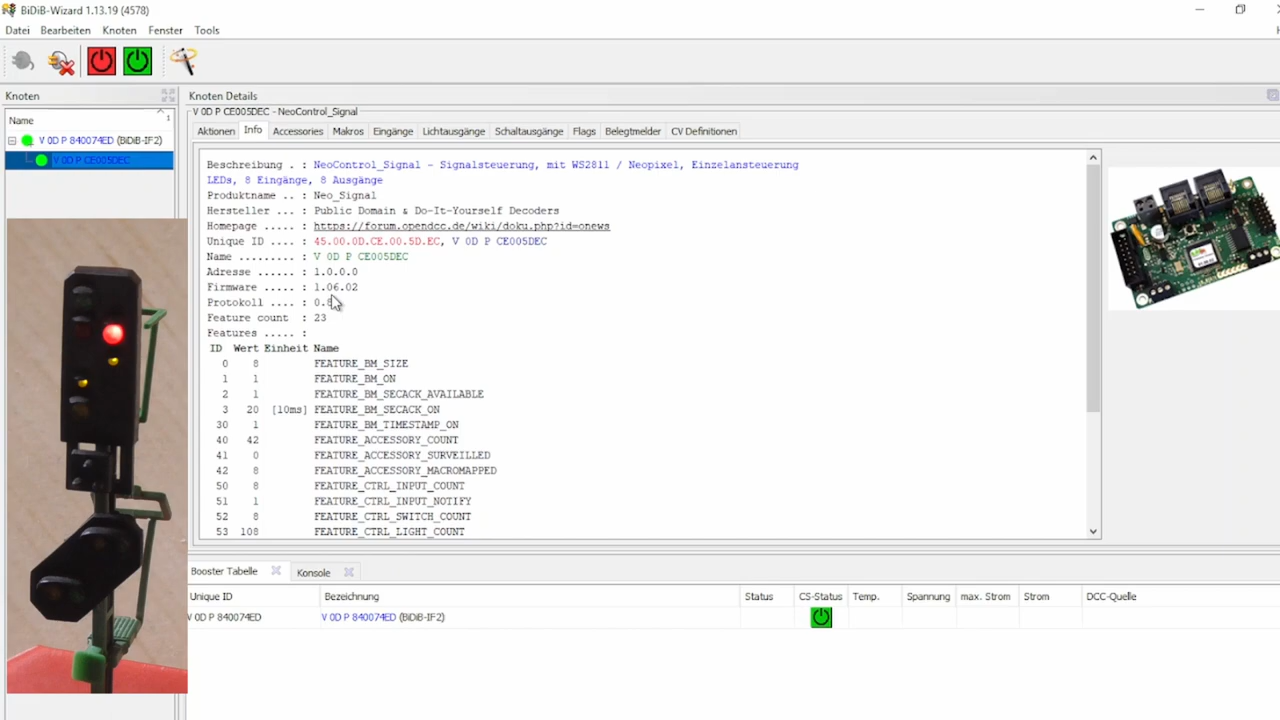 BiDiB-Wizard 1.13.19 (4578)
Datei Bearbeiten Knoten Fenster Tools
Knoten
Name
1
V 0D P 840074ED (BiDiB-IF2)
V 0D P CE005DEC
Knoten Details
V 0D P CE005DEC - NeoControl_Signal
Aktionen Info Accessories Makros Eingänge Lichtausgänge Schaltausgänge Flags Belegtmelder CV Definitionen
Beschreibung . : NeoControl_Signal - Signalsteuerung, mit WS2811 / Neopixel, Einzelansteuerung
LEDs, 8 Eingänge, 8 Ausgänge
Produktname .. : Neo_Signal
Hersteller ... : Public Domain & Do-It-Yourself Decoders
Homepage ..... : https://forum.opendcc.de/wiki/doku.php?id=onews
Unique ID .... : 45.00.0D.CE.00.5D.EC, V 0D P CE005DEC
Name ......... : V 0D P CE005DEC
Adresse ...... : 1.0.0.0
Firmware ..... : 1.06.02
Protokoll .... : 0.8
Feature count : 23
Features ..... :
ID Wert Einheit Name
0 8 FEATURE_BM_SIZE
1 1 FEATURE_BM_ON
2 1 FEATURE_BM_SECACK_AVAILABLE
3 20 [10ms] FEATURE_BM_SECACK_ON
30 1 FEATURE_BM_TIMESTAMP_ON
40 42 FEATURE_ACCESSORY_COUNT
41 0 FEATURE_ACCESSORY_SURVEILLED
42 8 FEATURE_ACCESSORY_MACROMAPPED
50 8 FEATURE_CTRL_INPUT_COUNT
51 1 FEATURE_CTRL_INPUT_NOTIFY
52 8 FEATURE_CTRL_SWITCH_COUNT
53 108 FEATURE_CTRL_LIGHT_COUNT
Booster Tabelle Konsole
Unique ID Bezeichnung Status CS-Status Temp. Spannung max. Strom Strom DCC-Quelle
V 0D P 840074ED V 0D P 840074ED (BiDiB-IF2)